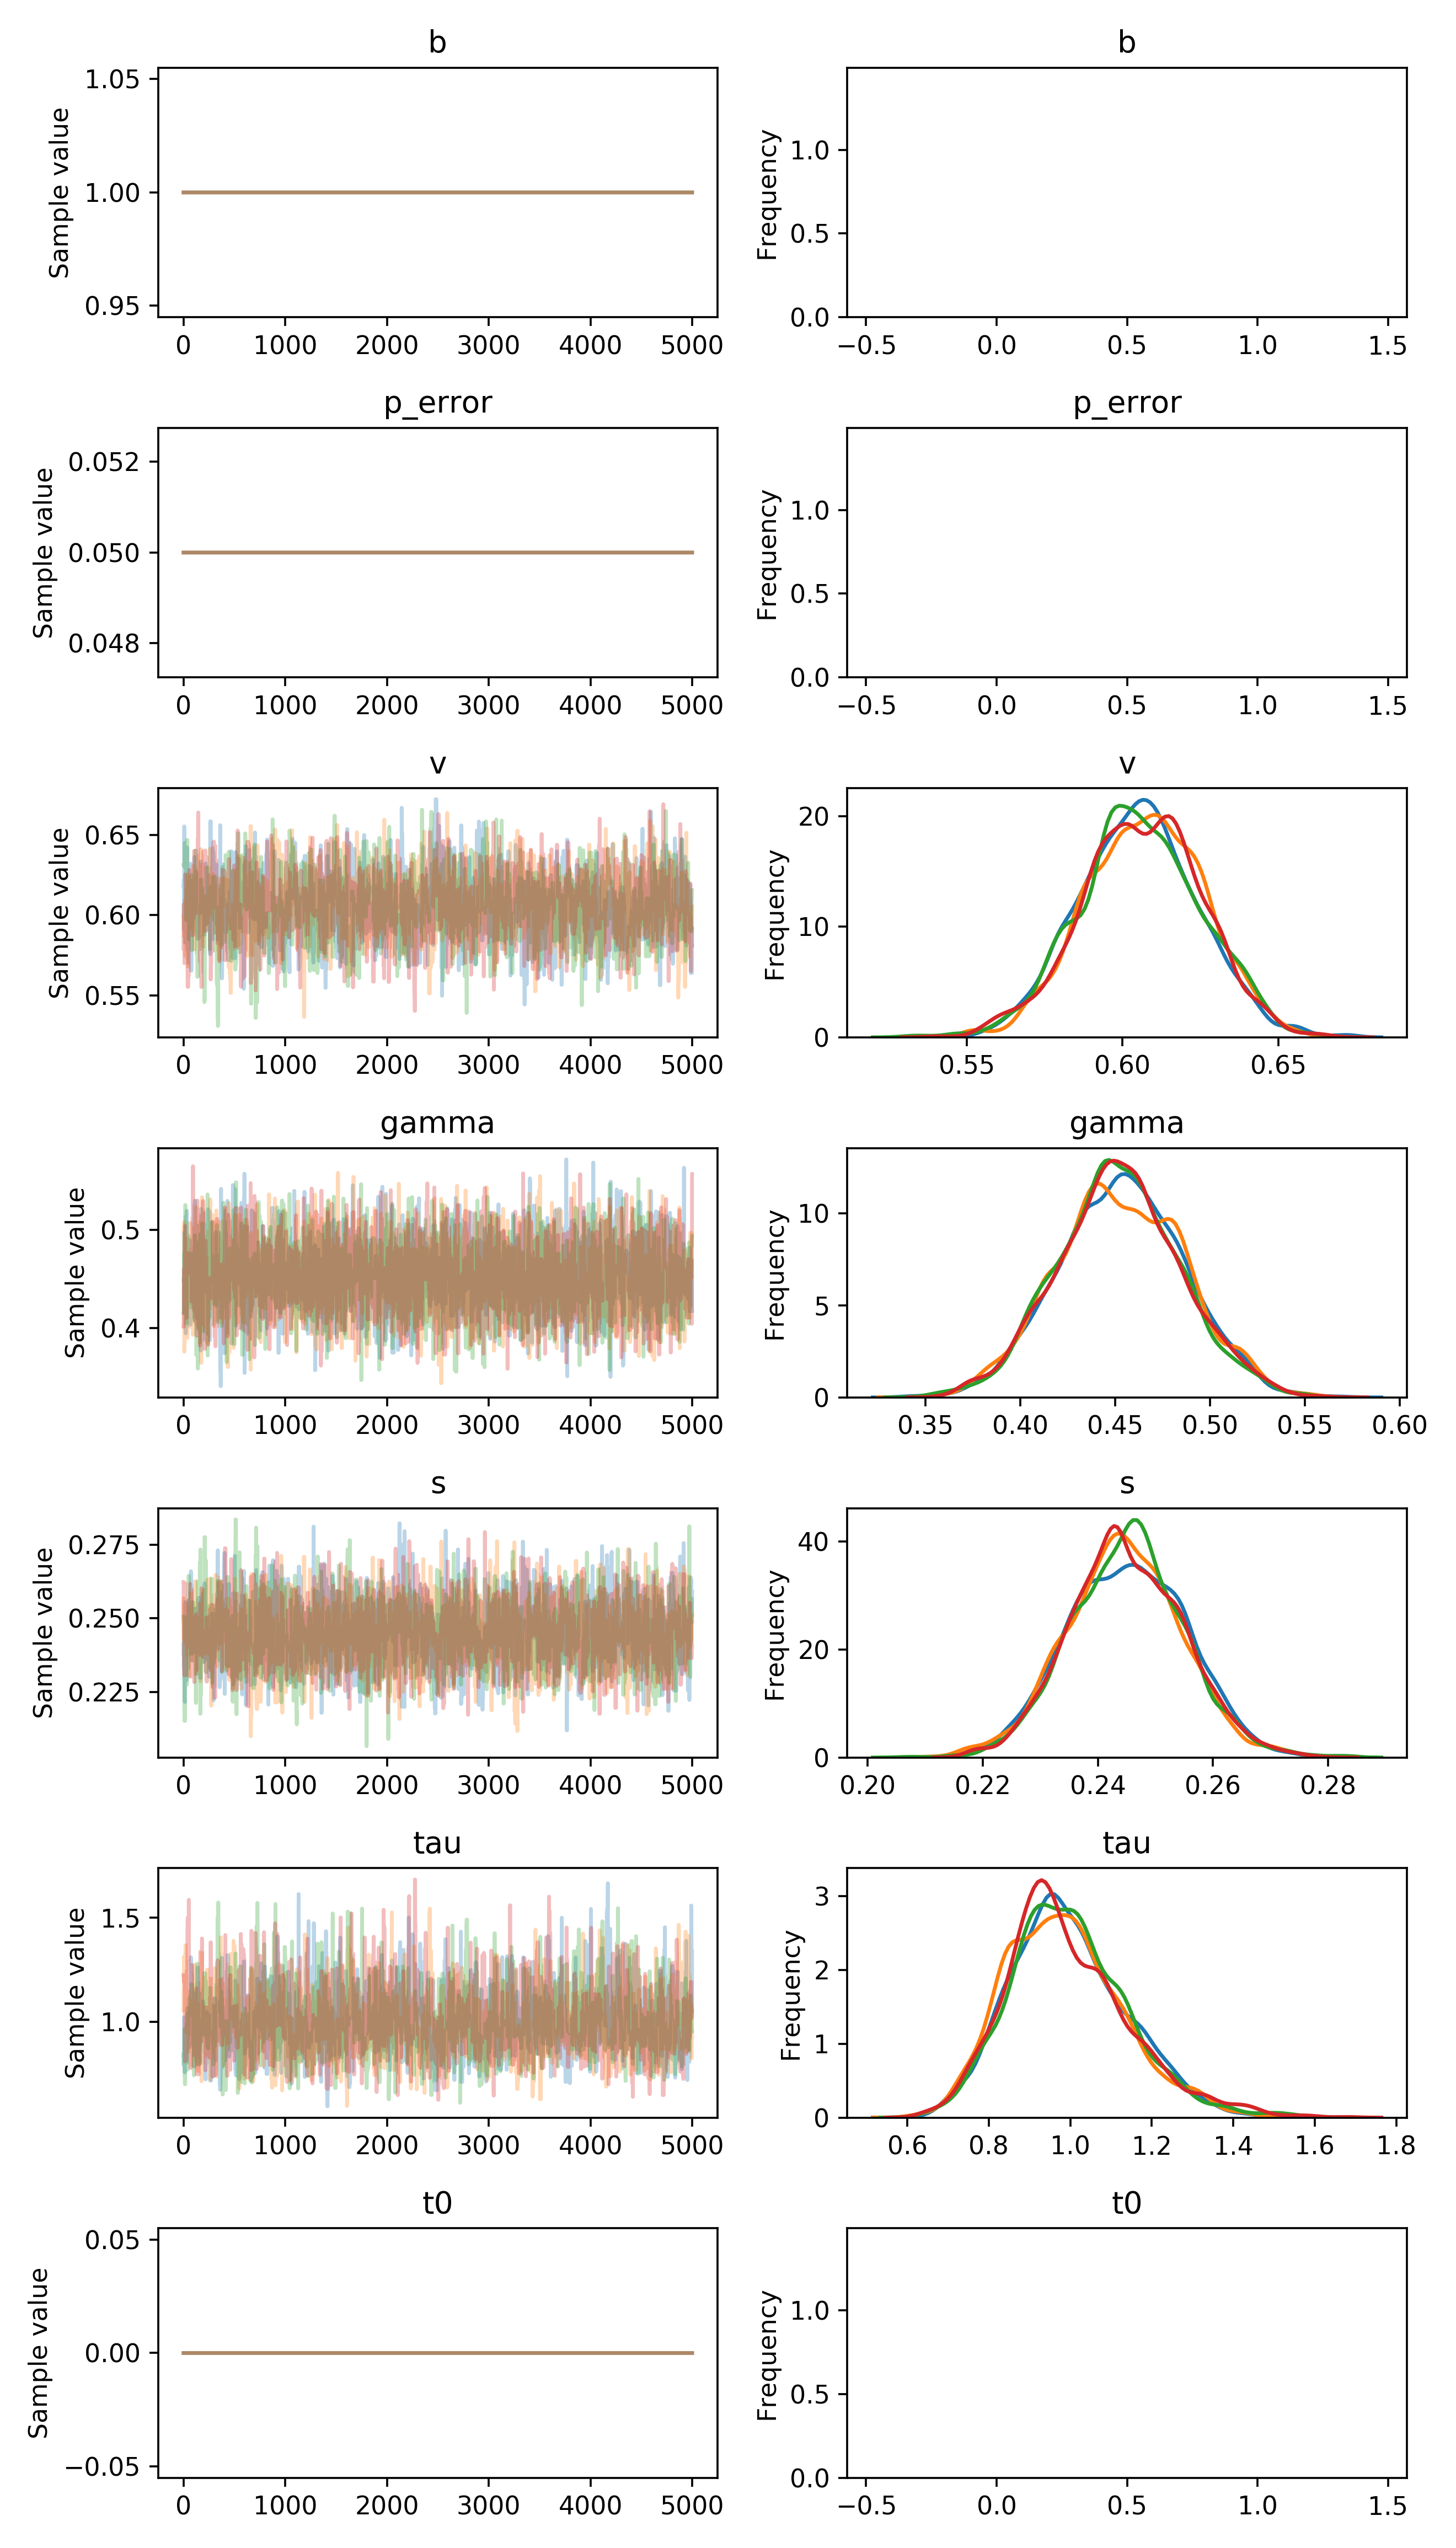 b
b
1.05
1.00
0.95
Sample value
0 1000 2000 3000 4000 5000
1.0
0.5
0.0
Frequency
−0.5 0.0 0.5 1.0 1.5
p_error
p_error
0.052
0.050
0.048
Sample value
0 1000 2000 3000 4000 5000
1.0
0.5
0.0
Frequency
−0.5 0.0 0.5 1.0 1.5
v
v
0.65
0.60
0.55
Sample value
0 1000 2000 3000 4000 5000
20
10
0
Frequency
0.55 0.60 0.65
gamma
gamma
0.5
0.4
Sample value
0 1000 2000 3000 4000 5000
10
5
0
Frequency
0.35 0.40 0.45 0.50 0.55 0.60
s
s
0.275
0.250
0.225
Sample value
0 1000 2000 3000 4000 5000
40
20
0
Frequency
0.20 0.22 0.24 0.26 0.28
tau
tau
1.5
1.0
Sample value
0 1000 2000 3000 4000 5000
3
2
1
0
Frequency
0.6 0.8 1.0 1.2 1.4 1.6 1.8
t0
t0
0.05
0.00
−0.05
Sample value
0 1000 2000 3000 4000 5000
1.0
0.5
0.0
Frequency
−0.5 0.0 0.5 1.0 1.5